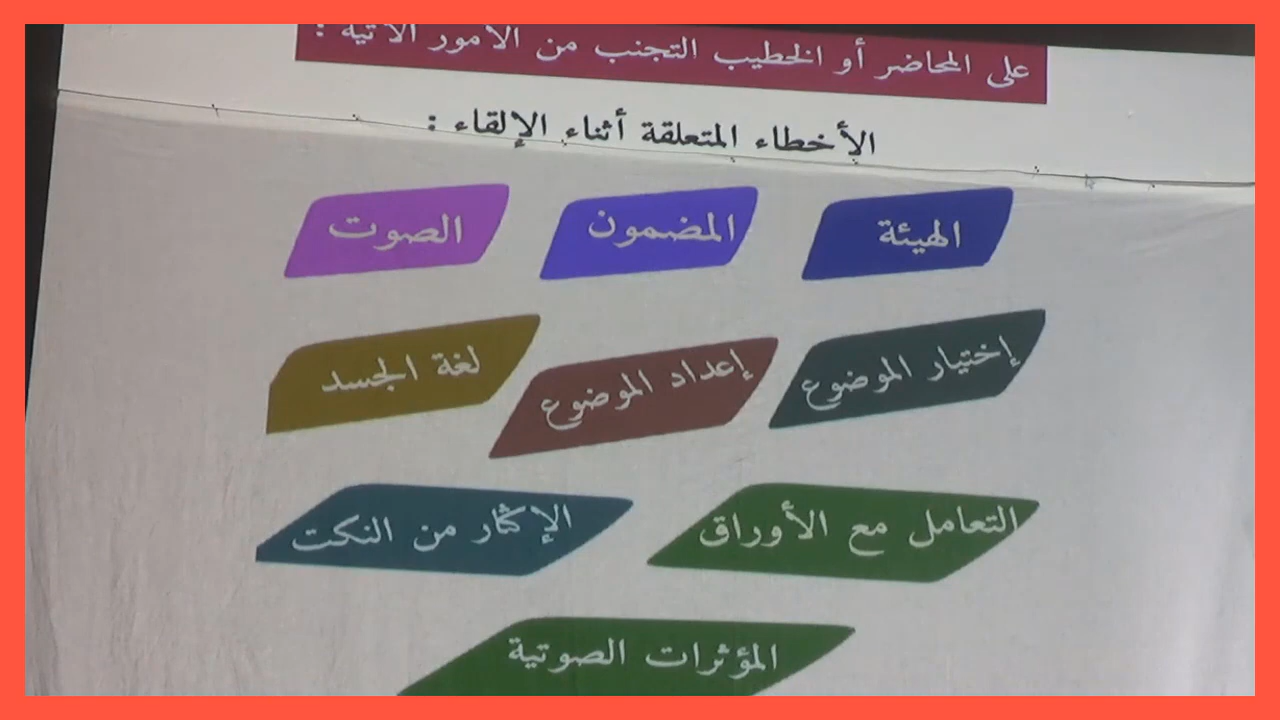 على المحاضر أو الخطيب التجنب من الأمور الآتية :
الأخطاء المتعلقة أثناء الإلقاء :
الهيئة
المضمون
الصوت
إختيار الموضوع
إعداد الموضوع
لغة الجسد
التعامل مع الأوراق
الإكثار من النكت
المؤثرات الصوتية